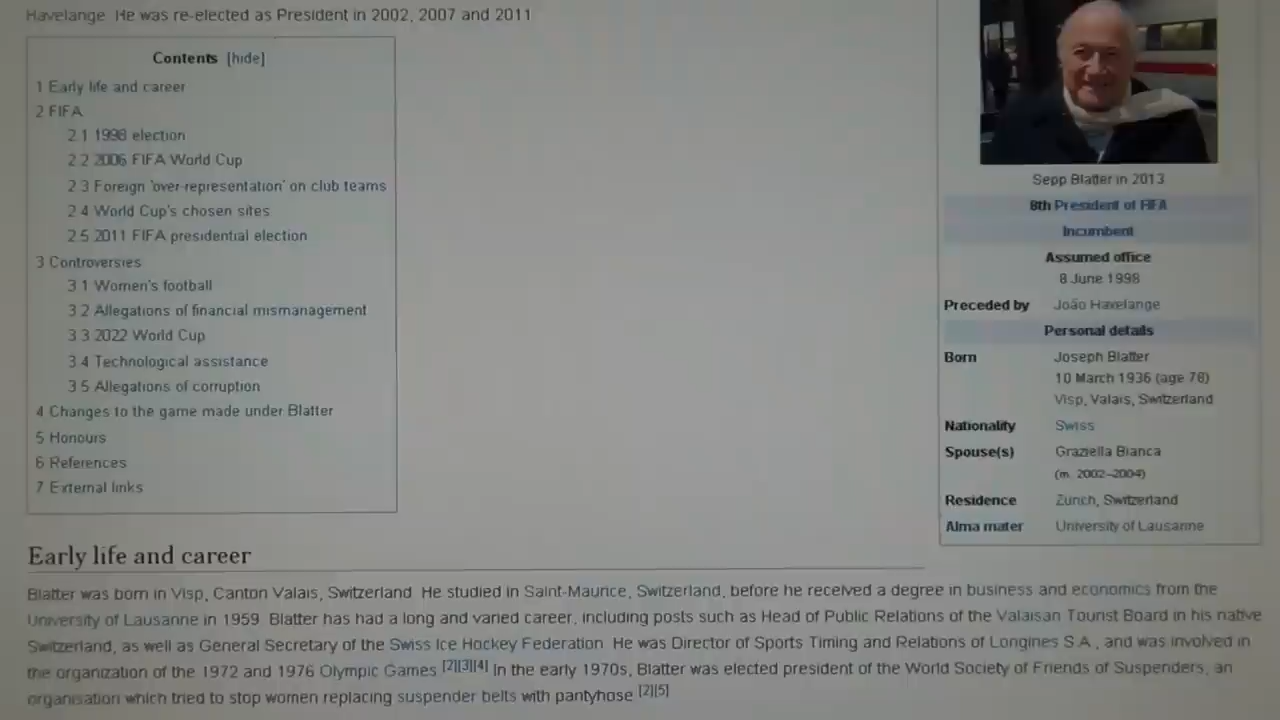 Havelange. He was re-elected as President in 2002, 2007 and 2011
Contents [hide]
1 Early life and career
2 FIFA
2.1 1998 election
2.2 2006 FIFA World Cup
2.3 Foreign 'over-representation' on club teams
2.4 World Cup's chosen sites
2.5 2011 FIFA presidential election
3 Controversies
3.1 Women's football
3.2 Allegations of financial mismanagement
3.3 2022 World Cup
3.4 Technological assistance
3.5 Allegations of corruption
4 Changes to the game made under Blatter
5 Honours
6 References
7 External links
Sepp Blatter in 2013
8th President of FIFA
Incumbent
Assumed office
8 June 1998
Preceded by João Havelange
Personal details
Born Joseph Blatter
10 March 1936 (age 78)
Visp, Valais, Switzerland
Nationality Swiss
Spouse(s) Graziella Bianca
(m. 2002–2004)
Residence Zürich, Switzerland
Alma mater University of Lausanne
Early life and career
Blatter was born in Visp, Canton Valais, Switzerland. He studied in Saint-Maurice, Switzerland, before he received a degree in business and economics from the
University of Lausanne in 1959. Blatter has had a long and varied career, including posts such as Head of Public Relations of the Valaisan Tourist Board in his native
Switzerland, as well as General Secretary of the Swiss Ice Hockey Federation. He was Director of Sports Timing and Relations of Longines S.A., and was involved in
the organization of the 1972 and 1976 Olympic Games.[2][3][4] In the early 1970s, Blatter was elected president of the World Society of Friends of Suspenders, an
organisation which tried to stop women replacing suspender belts with pantyhose.[2][5]